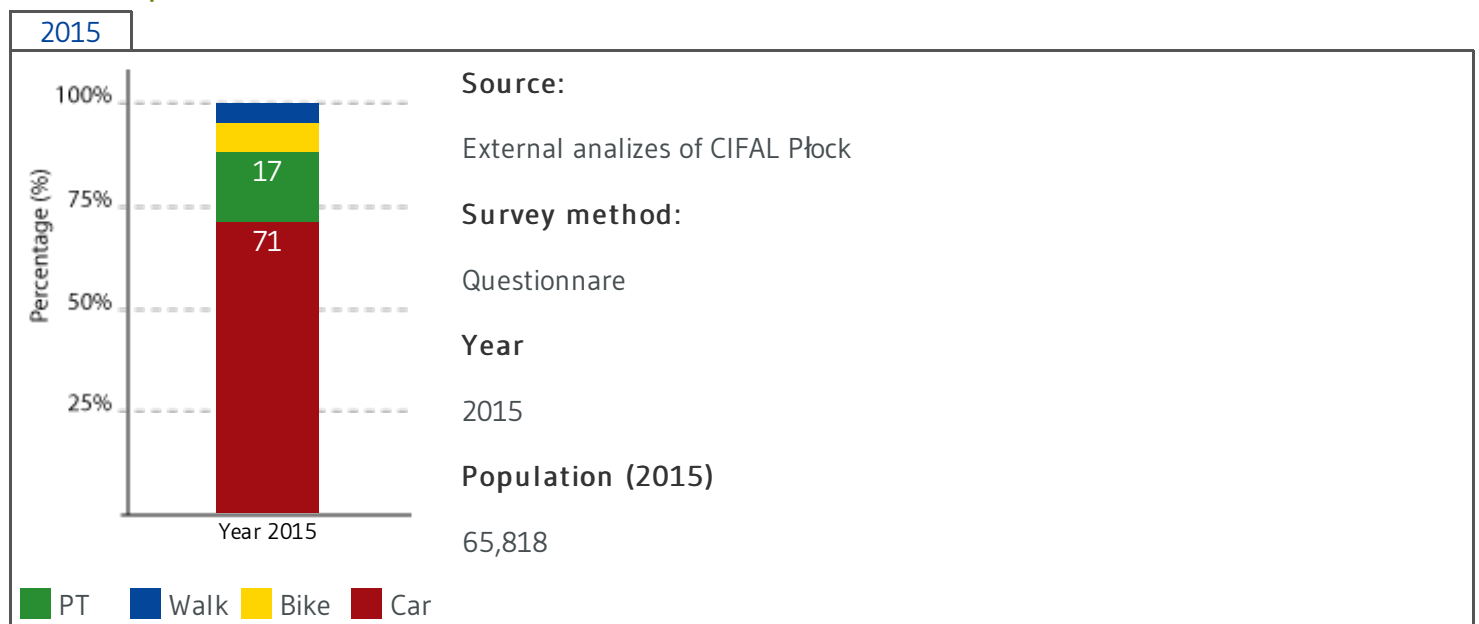 2015
100%
75%
50%
25%
Percentage (%)
17
71
Year 2015
PT
Walk
Bike
Car
Source:
External analizes of CIFAL Płock
Survey method:
Questionnare
Year
2015
Population (2015)
65,818